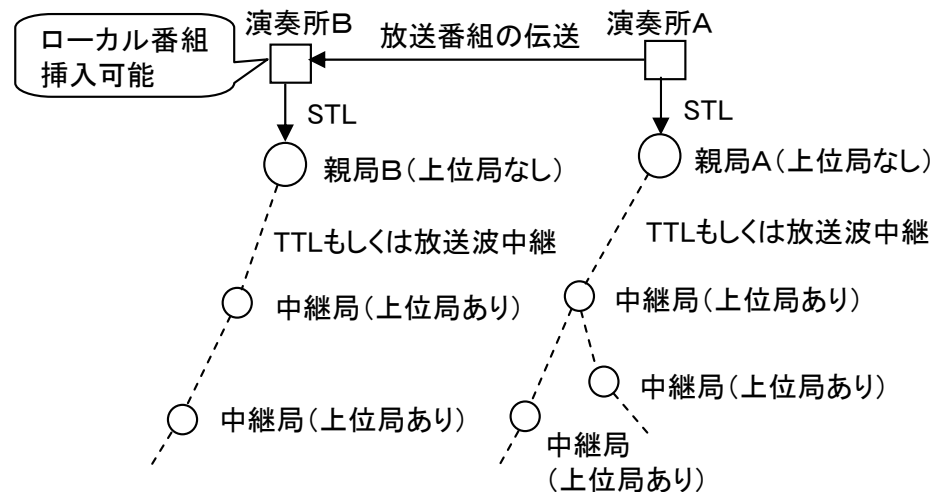 ローカル番組
挿入可能
演奏所B
放送番組の伝送
演奏所A
STL
STL
親局B(上位局なし)
親局A(上位局なし)
TTLもしくは放送波中継
TTLもしくは放送波中継
中継局(上位局あり)
中継局(上位局あり)
中継局(上位局あり)
中継局(上位局あり)
中継局
(上位局あり)